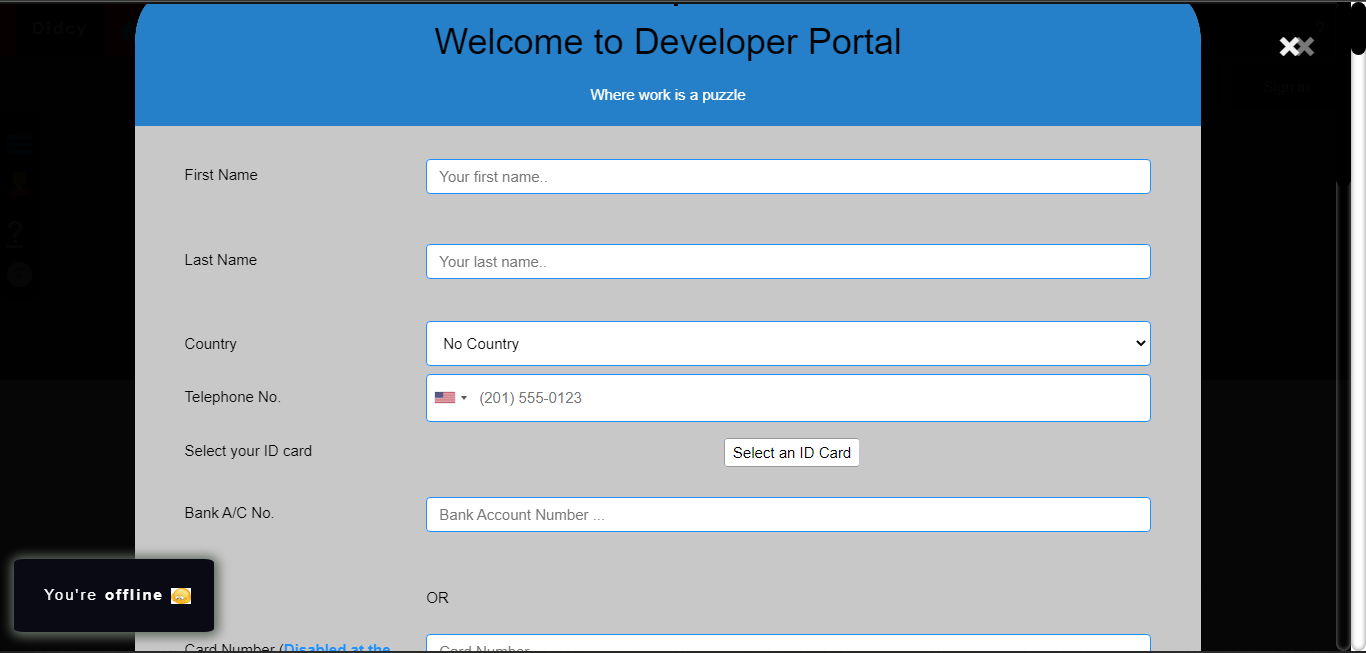 Didcy
Welcome to Developer Portal
Where work is a puzzle
Sign in
First Name
Your first name..
Last Name
Your last name..
?
Country
No Country
Telephone No.
(201) 555-0123
Select your ID card
Select an ID Card
Bank A/C No.
Bank Account Number ...
You're offline
OR
Card Number (Disabled at the
Card Number